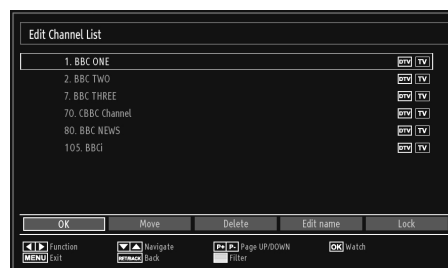 Edit Channel List
1. BBC ONE DTV TV
2. BBC TWO DTV TV
7. BBC THREE DTV TV
70. CBBC Channel DTV TV
80. BBC NEWS DTV TV
105. BBCi DTV TV
OK Move Delete Edit name Lock
Function Navigate P+ P- Page UP/DOWN OK Watch
MENU Exit RET/BACK Back Filter